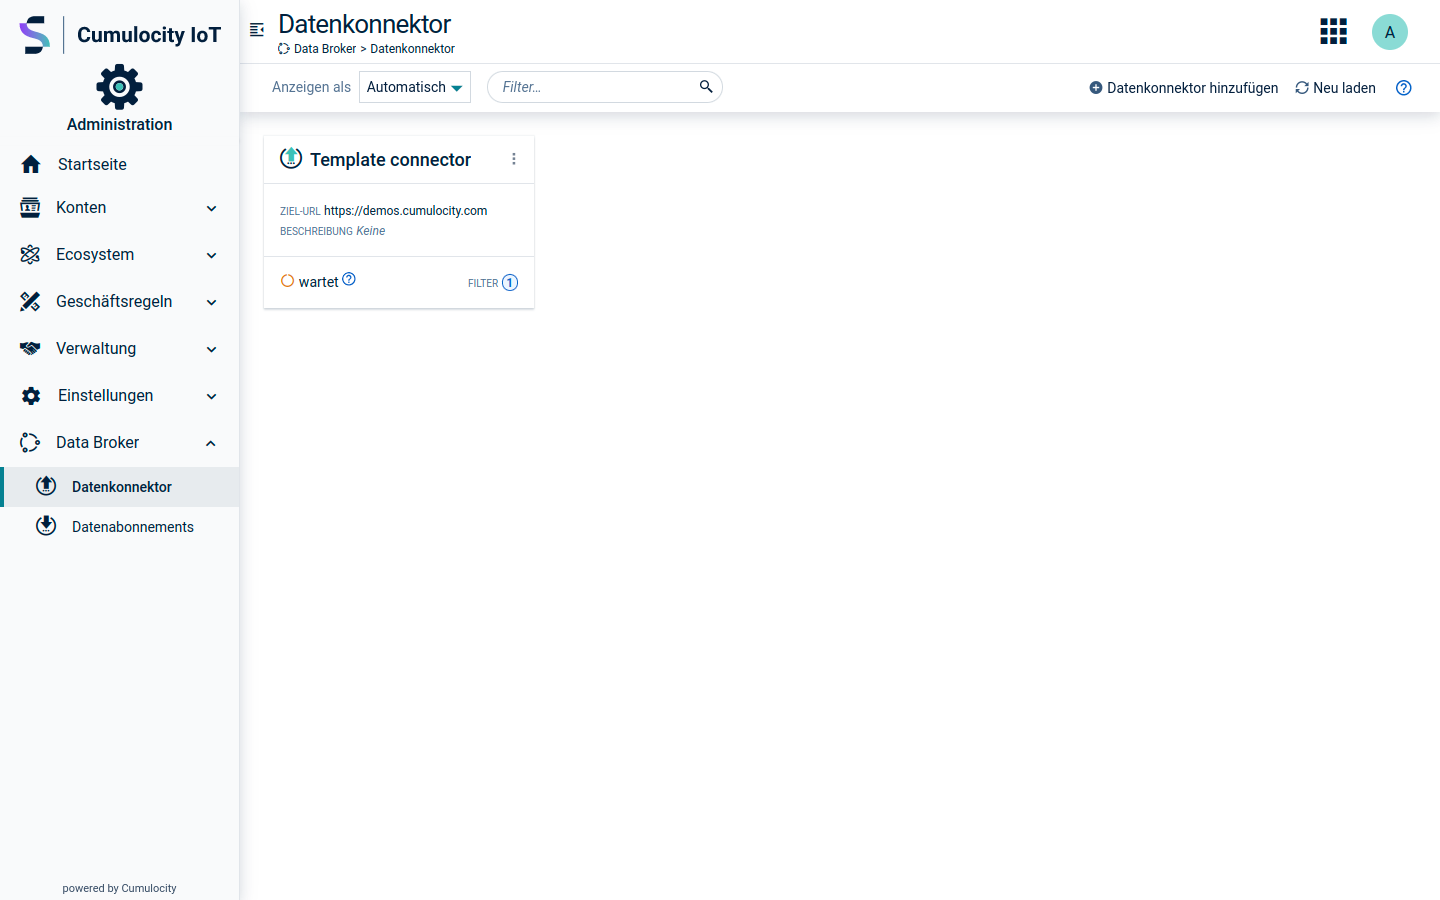 Cumulocity IoT
Administration
Startseite
Konten
Ecosystem
Geschäftsregeln
Verwaltung
Einstellungen
Data Broker
Datenkonnektor
Datenabonnements
powered by Cumulocity
Datenkonnektor
Data Broker > Datenkonnektor
A
Anzeigen als Automatisch Filter... Datenkonnektor hinzufügen Neu laden
Template connector
ZIEL-URL https://demos.cumulocity.com
BESCHREIBUNG Keine
wartet FILTER 1